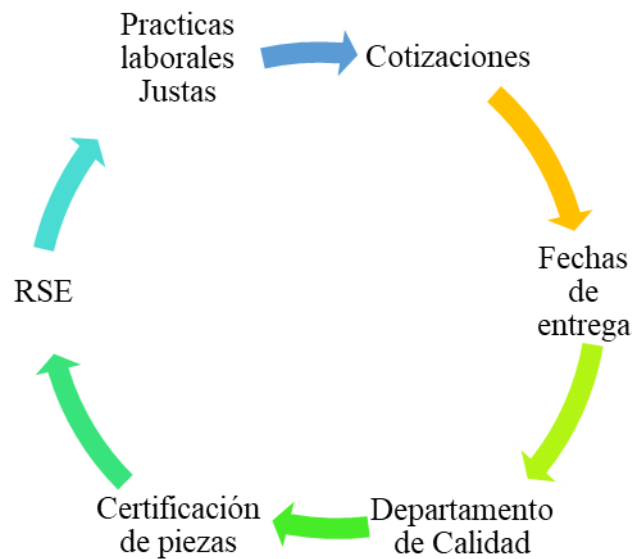 Practicas
laborales
Justas
Cotizaciones
Fechas
de
entrega
Departamento
de Calidad
Certificación
de piezas
RSE